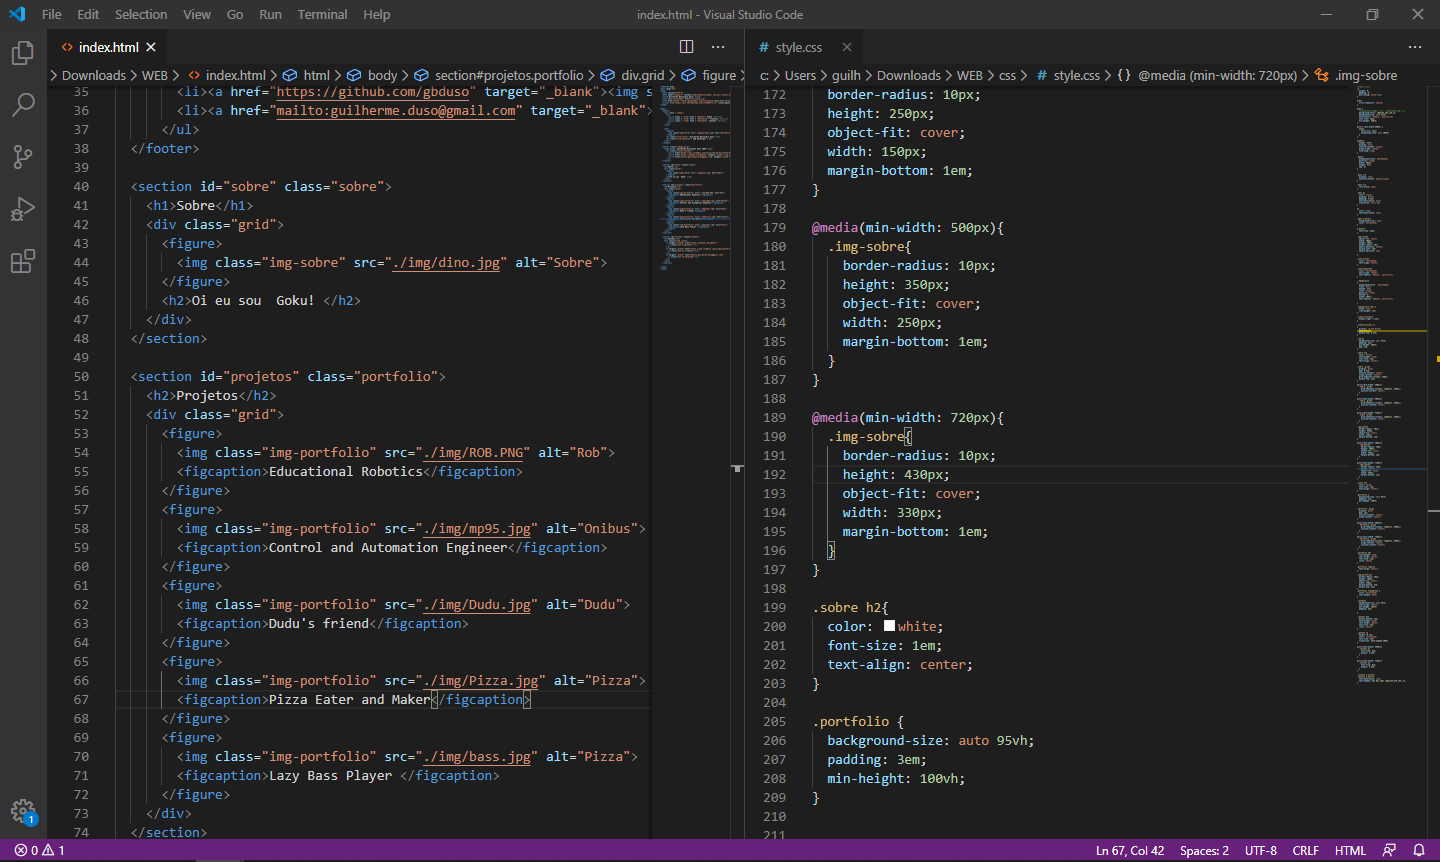 File Edit Selection View Go Run Terminal Help
index.html - Visual Studio Code
<> index.html ×
···
> Downloads > WEB > <> index.html > html > body > section#projetos.portfolio > div.grid > figure >
35 <li><a href="https://github.com/gbduso" target="_blank"><img s
36 <li><a href="mailto:guilherme.duso@gmail.com" target="_blank">
37 </ul>
38 </footer>
39
40 <section id="sobre" class="sobre">
41 <h1>Sobre</h1>
42 <div class="grid">
43 <figure>
44 <img class="img-sobre" src="./img/dino.jpg" alt="Sobre">
45 </figure>
46 <h2>Oi eu sou  Goku! </h2>
47 </div>
48 </section>
49
50 <section id="projetos" class="portfolio">
51 <h2>Projetos</h2>
52 <div class="grid">
53 <figure>
54 <img class="img-portfolio" src="./img/ROB.PNG" alt="Rob">
55 <figcaption>Educational Robotics</figcaption>
56 </figure>
57 <figure>
58 <img class="img-portfolio" src="./img/mp95.jpg" alt="Onibus">
59 <figcaption>Control and Automation Engineer</figcaption>
60 </figure>
61 <figure>
62 <img class="img-portfolio" src="./img/Dudu.jpg" alt="Dudu">
63 <figcaption>Dudu's friend</figcaption>
64 </figure>
65 <figure>
66 <img class="img-portfolio" src="./img/Pizza.jpg" alt="Pizza">
67 <figcaption>Pizza Eater and Maker</figcaption>
68 </figure>
69 <figure>
70 <img class="img-portfolio" src="./img/bass.jpg" alt="Pizza">
71 <figcaption>Lazy Bass Player </figcaption>
72 </figure>
73 </div>
74 </section>
# style.css ×
···
c: > Users > guilh > Downloads > WEB > css > # style.css > {} @media (min-width: 720px) > .img-sobre
172 border-radius: 10px;
173 height: 250px;
174 object-fit: cover;
175 width: 150px;
176 margin-bottom: 1em;
177 }
178
179 @media(min-width: 500px){
180 .img-sobre{
181 border-radius: 10px;
182 height: 350px;
183 object-fit: cover;
184 width: 250px;
185 margin-bottom: 1em;
186 }
187 }
188
189 @media(min-width: 720px){
190 .img-sobre{
191 border-radius: 10px;
192 height: 430px;
193 object-fit: cover;
194 width: 330px;
195 margin-bottom: 1em;
196 }
197 }
198
199 .sobre h2{
200 color: white;
201 font-size: 1em;
202 text-align: center;
203 }
204
205 .portfolio {
206 background-size: auto 95vh;
207 padding: 3em;
208 min-height: 100vh;
209 }
210
211
1
0 1
Ln 67, Col 42 Spaces: 2 UTF-8 CRLF HTML